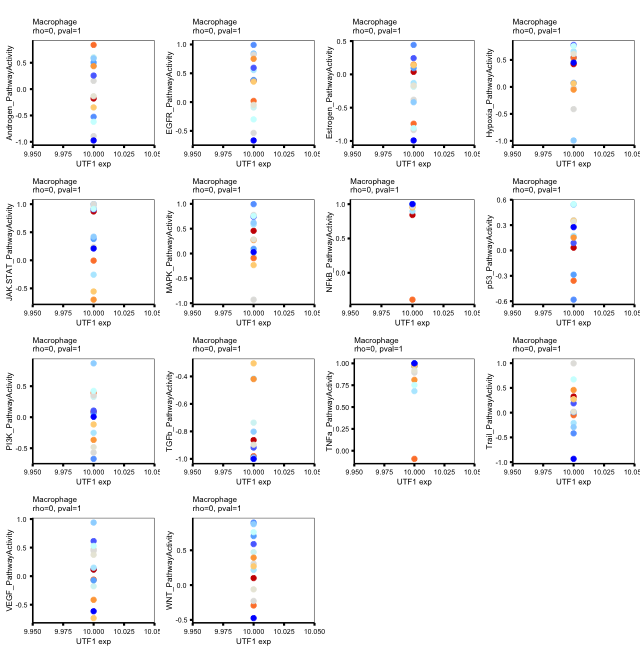 Macrophage
rho=0, pval=1
Androgen_PathwayActivity
1.0
0.5
0.0
-0.5
-1.0
9.950 9.975 10.000 10.025 10.05
UTF1 exp
Macrophage
rho=0, pval=1
EGFR_PathwayActivity
1.0
0.5
0.0
-0.5
9.950 9.975 10.000 10.025 10.05
UTF1 exp
Macrophage
rho=0, pval=1
Estrogen_PathwayActivity
0.5
0.0
-0.5
-1.0
9.950 9.975 10.000 10.025 10.05
UTF1 exp
Macrophage
rho=0, pval=1
Hypoxia_PathwayActivity
0.5
0.0
-0.5
-1.0
9.950 9.975 10.000 10.025 10.05
UTF1 exp
Macrophage
rho=0, pval=1
JAK.STAT_PathwayActivity
1.0
0.5
0.0
-0.5
9.950 9.975 10.000 10.025 10.05
UTF1 exp
Macrophage
rho=0, pval=1
MAPK_PathwayActivity
1.0
0.5
0.0
-0.5
-1.0
9.950 9.975 10.000 10.025 10.05
UTF1 exp
Macrophage
rho=0, pval=1
NFkB_PathwayActivity
1.0
0.5
0.0
9.950 9.975 10.000 10.025 10.05
UTF1 exp
Macrophage
rho=0, pval=1
p53_PathwayActivity
0.6
0.3
0.0
-0.3
-0.6
9.950 9.975 10.000 10.025 10.05
UTF1 exp
Macrophage
rho=0, pval=1
PI3K_PathwayActivity
0.5
0.0
-0.5
9.950 9.975 10.000 10.025 10.05
UTF1 exp
Macrophage
rho=0, pval=1
TGFb_PathwayActivity
-0.4
-0.6
-0.8
-1.0
9.950 9.975 10.000 10.025 10.05
UTF1 exp
Macrophage
rho=0, pval=1
TNFa_PathwayActivity
1.00
0.75
0.50
0.25
0.00
9.950 9.975 10.000 10.025 10.05
UTF1 exp
Macrophage
rho=0, pval=1
Trail_PathwayActivity
1.0
0.5
0.0
-0.5
-1.0
9.950 9.975 10.000 10.025 10.05
UTF1 exp
Macrophage
rho=0, pval=1
VEGF_PathwayActivity
1.0
0.5
0.0
-0.5
9.950 9.975 10.000 10.025 10.05
UTF1 exp
Macrophage
rho=0, pval=1
WNT_PathwayActivity
0.5
0.0
-0.5
9.950 9.975 10.000 10.025 10.050
UTF1 exp